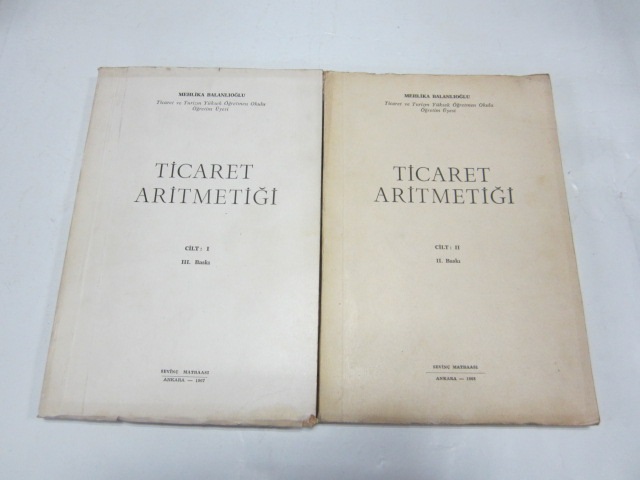 MEHLİKA BALANLIOĞLU
Ticaret ve Turizm Yüksek Öğretmen Okulu
Öğretim Üyesi
TİCARET
ARİTMETİĞİ
CİLT: I
III. Baskı
SEVİNÇ MATBAASI
ANKARA — 1967
MEHLİKA BALANLIOĞLU
Ticaret ve Turizm Yüksek Öğretmen Okulu
Öğretim Üyesi
TİCARET
ARİTMETİĞİ
CİLT: II
II. Baskı
SEVİNÇ MATBAASI
ANKARA —